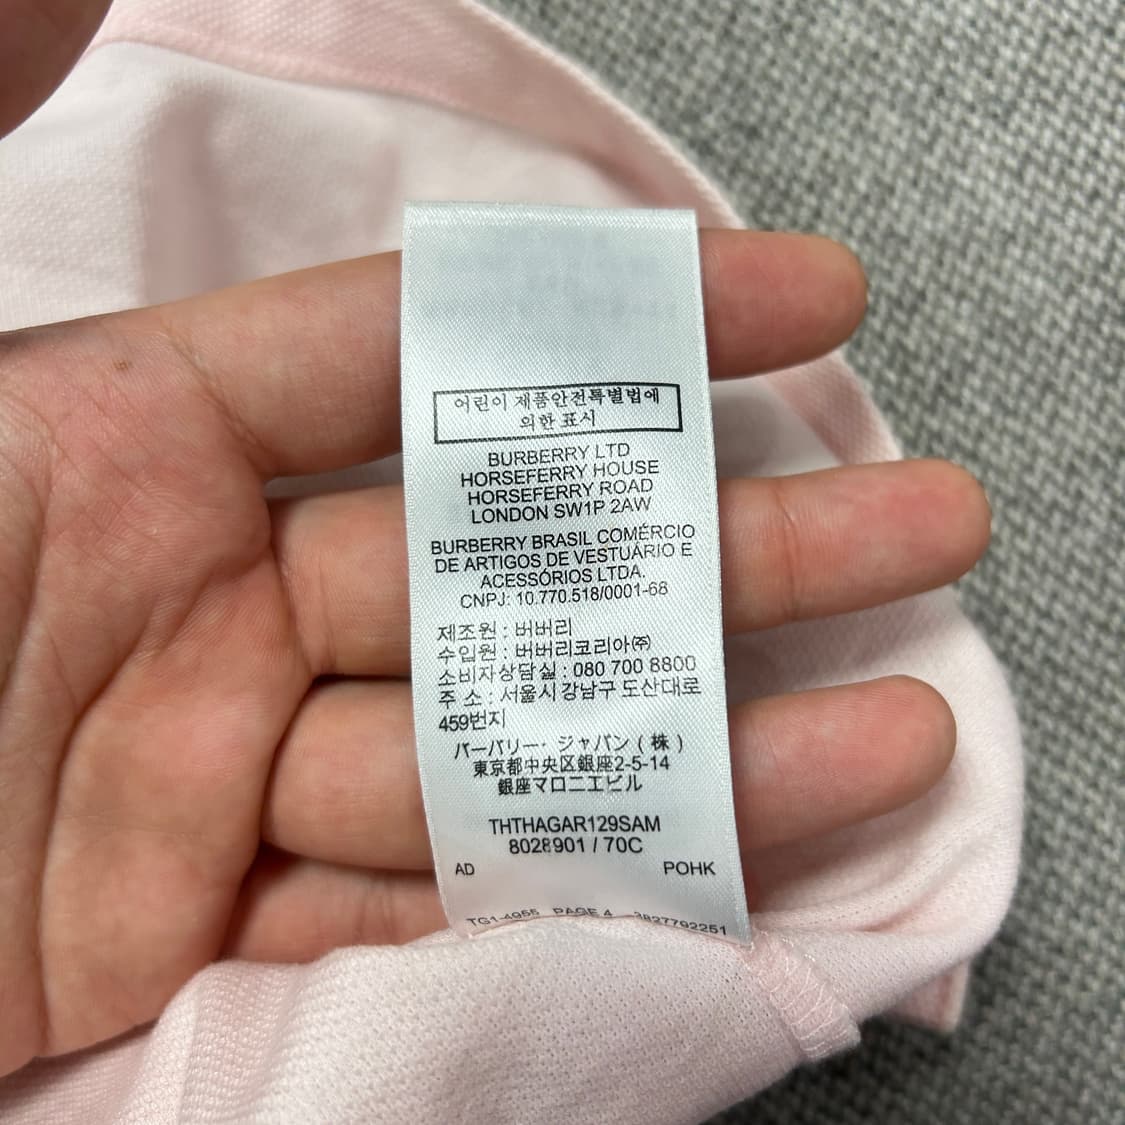 어린이 제품안전특별법에
의한 표시
BURBERRY LTD
HORSEFERRY HOUSE
HORSEFERRY ROAD
LONDON SW1P 2AW
BURBERRY BRASIL COMÉRCIO
DE ARTIGOS DE VESTUÁRIO E
ACESSÓRIOS LTDA.
CNPJ: 10.770.518/0001-68
제조원 : 버버리
수입원 : 버버리코리아㈜
소비자상담실 : 080 700 8800
주 소 : 서울시 강남구 도산대로
459번지
バーバリー・ジャパン ( 株 )
東京都中央区銀座2-5-14
銀座マロニエビル
THTHAGAR129SAM
8028901 / 70C
AD POHK
TG1-4955 PAGE 4 3827792251